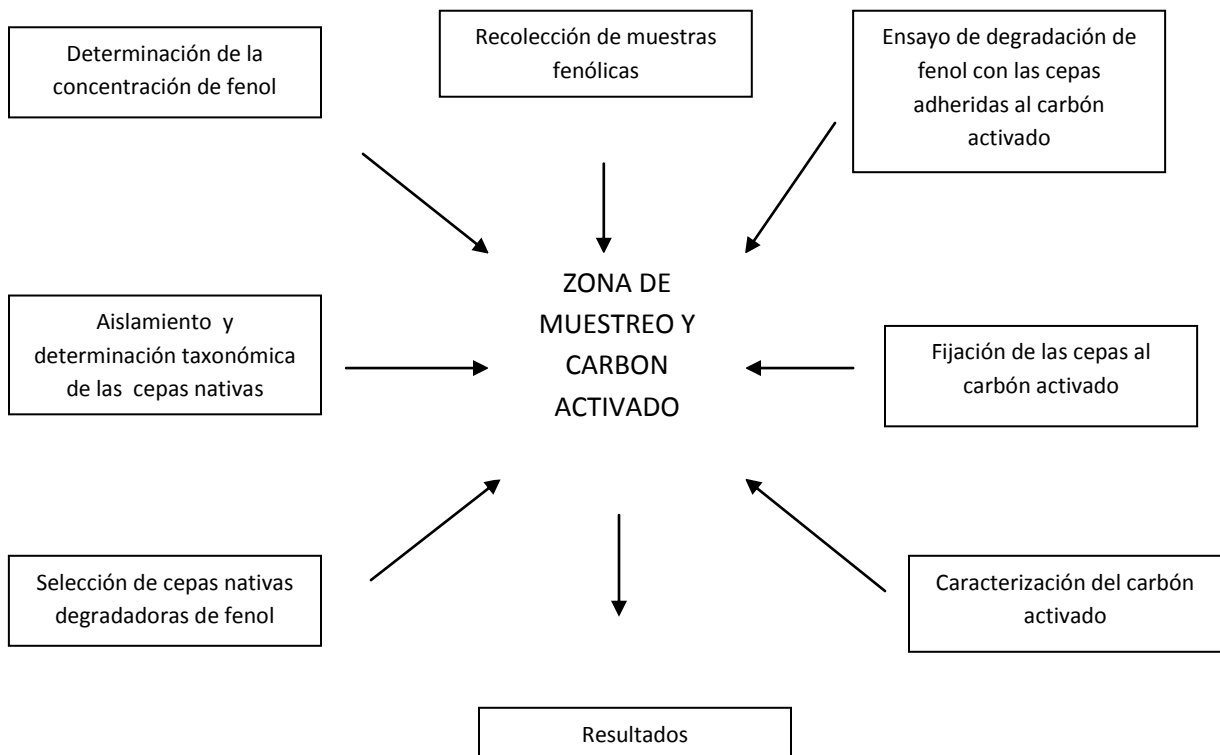 Determinación de la
concentración de fenol
Recolección de muestras
fenólicas
Ensayo de degradación de
fenol con las cepas
adheridas al carbón
activado
Aislamiento y
determinación taxonómica
de las cepas nativas
ZONA DE
MUESTREO Y
CARBON
ACTIVADO
Fijación de las cepas al
carbón activado
Selección de cepas nativas
degradadoras de fenol
Caracterización del carbón
activado
Resultados